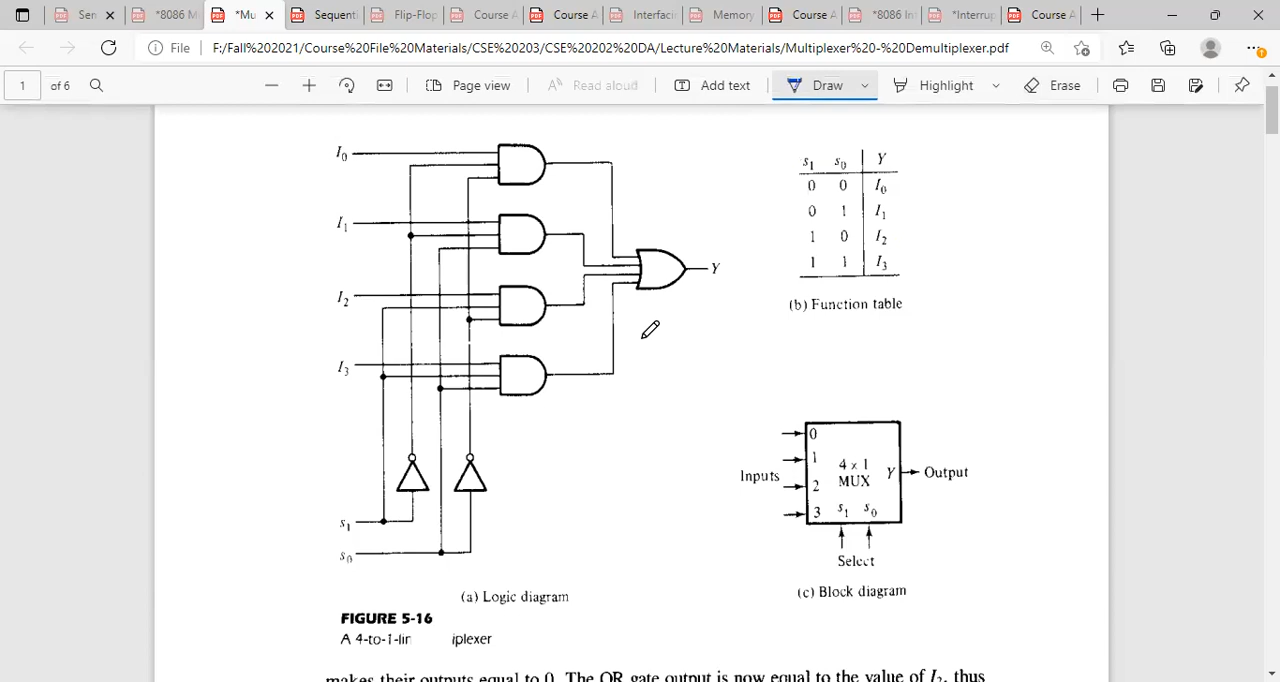 Sen
*8086 M
*Mu
Sequenti
Flip-Flop
Course A
Course A
Interfacin
Memory
Course A
*8086 Int
*Interrup
Course A
File
F:/Fall%202021/Course%20File%20Materials/CSE%20203/CSE%20202%20DA/Lecture%20Materials/Multiplexer%20-%20Demultiplexer.pdf
1 of 6
Page view
Read aloud
Add text
Draw
Highlight
Erase
I0
I1
I2
I3
Y
s1
s0
(a) Logic diagram
s1 s0 Y
0 0 I0
0 1 I1
1 0 I2
1 1 I3
(b) Function table
Inputs
0
1
2
3
4 x 1
MUX
Y
s1 s0
Output
Select
(c) Block diagram
FIGURE 5-16
A 4-to-1-lin iplexer
makes their outputs equal to 0. The OR gate output is now equal to the value of I2, thus